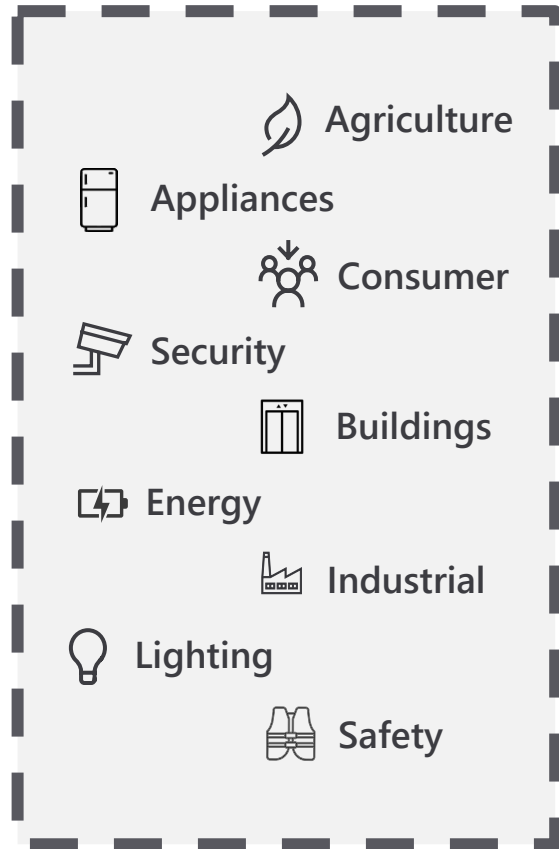 Agriculture
Appliances
Consumer
Security
Buildings
Energy
Industrial
Lighting
Safety